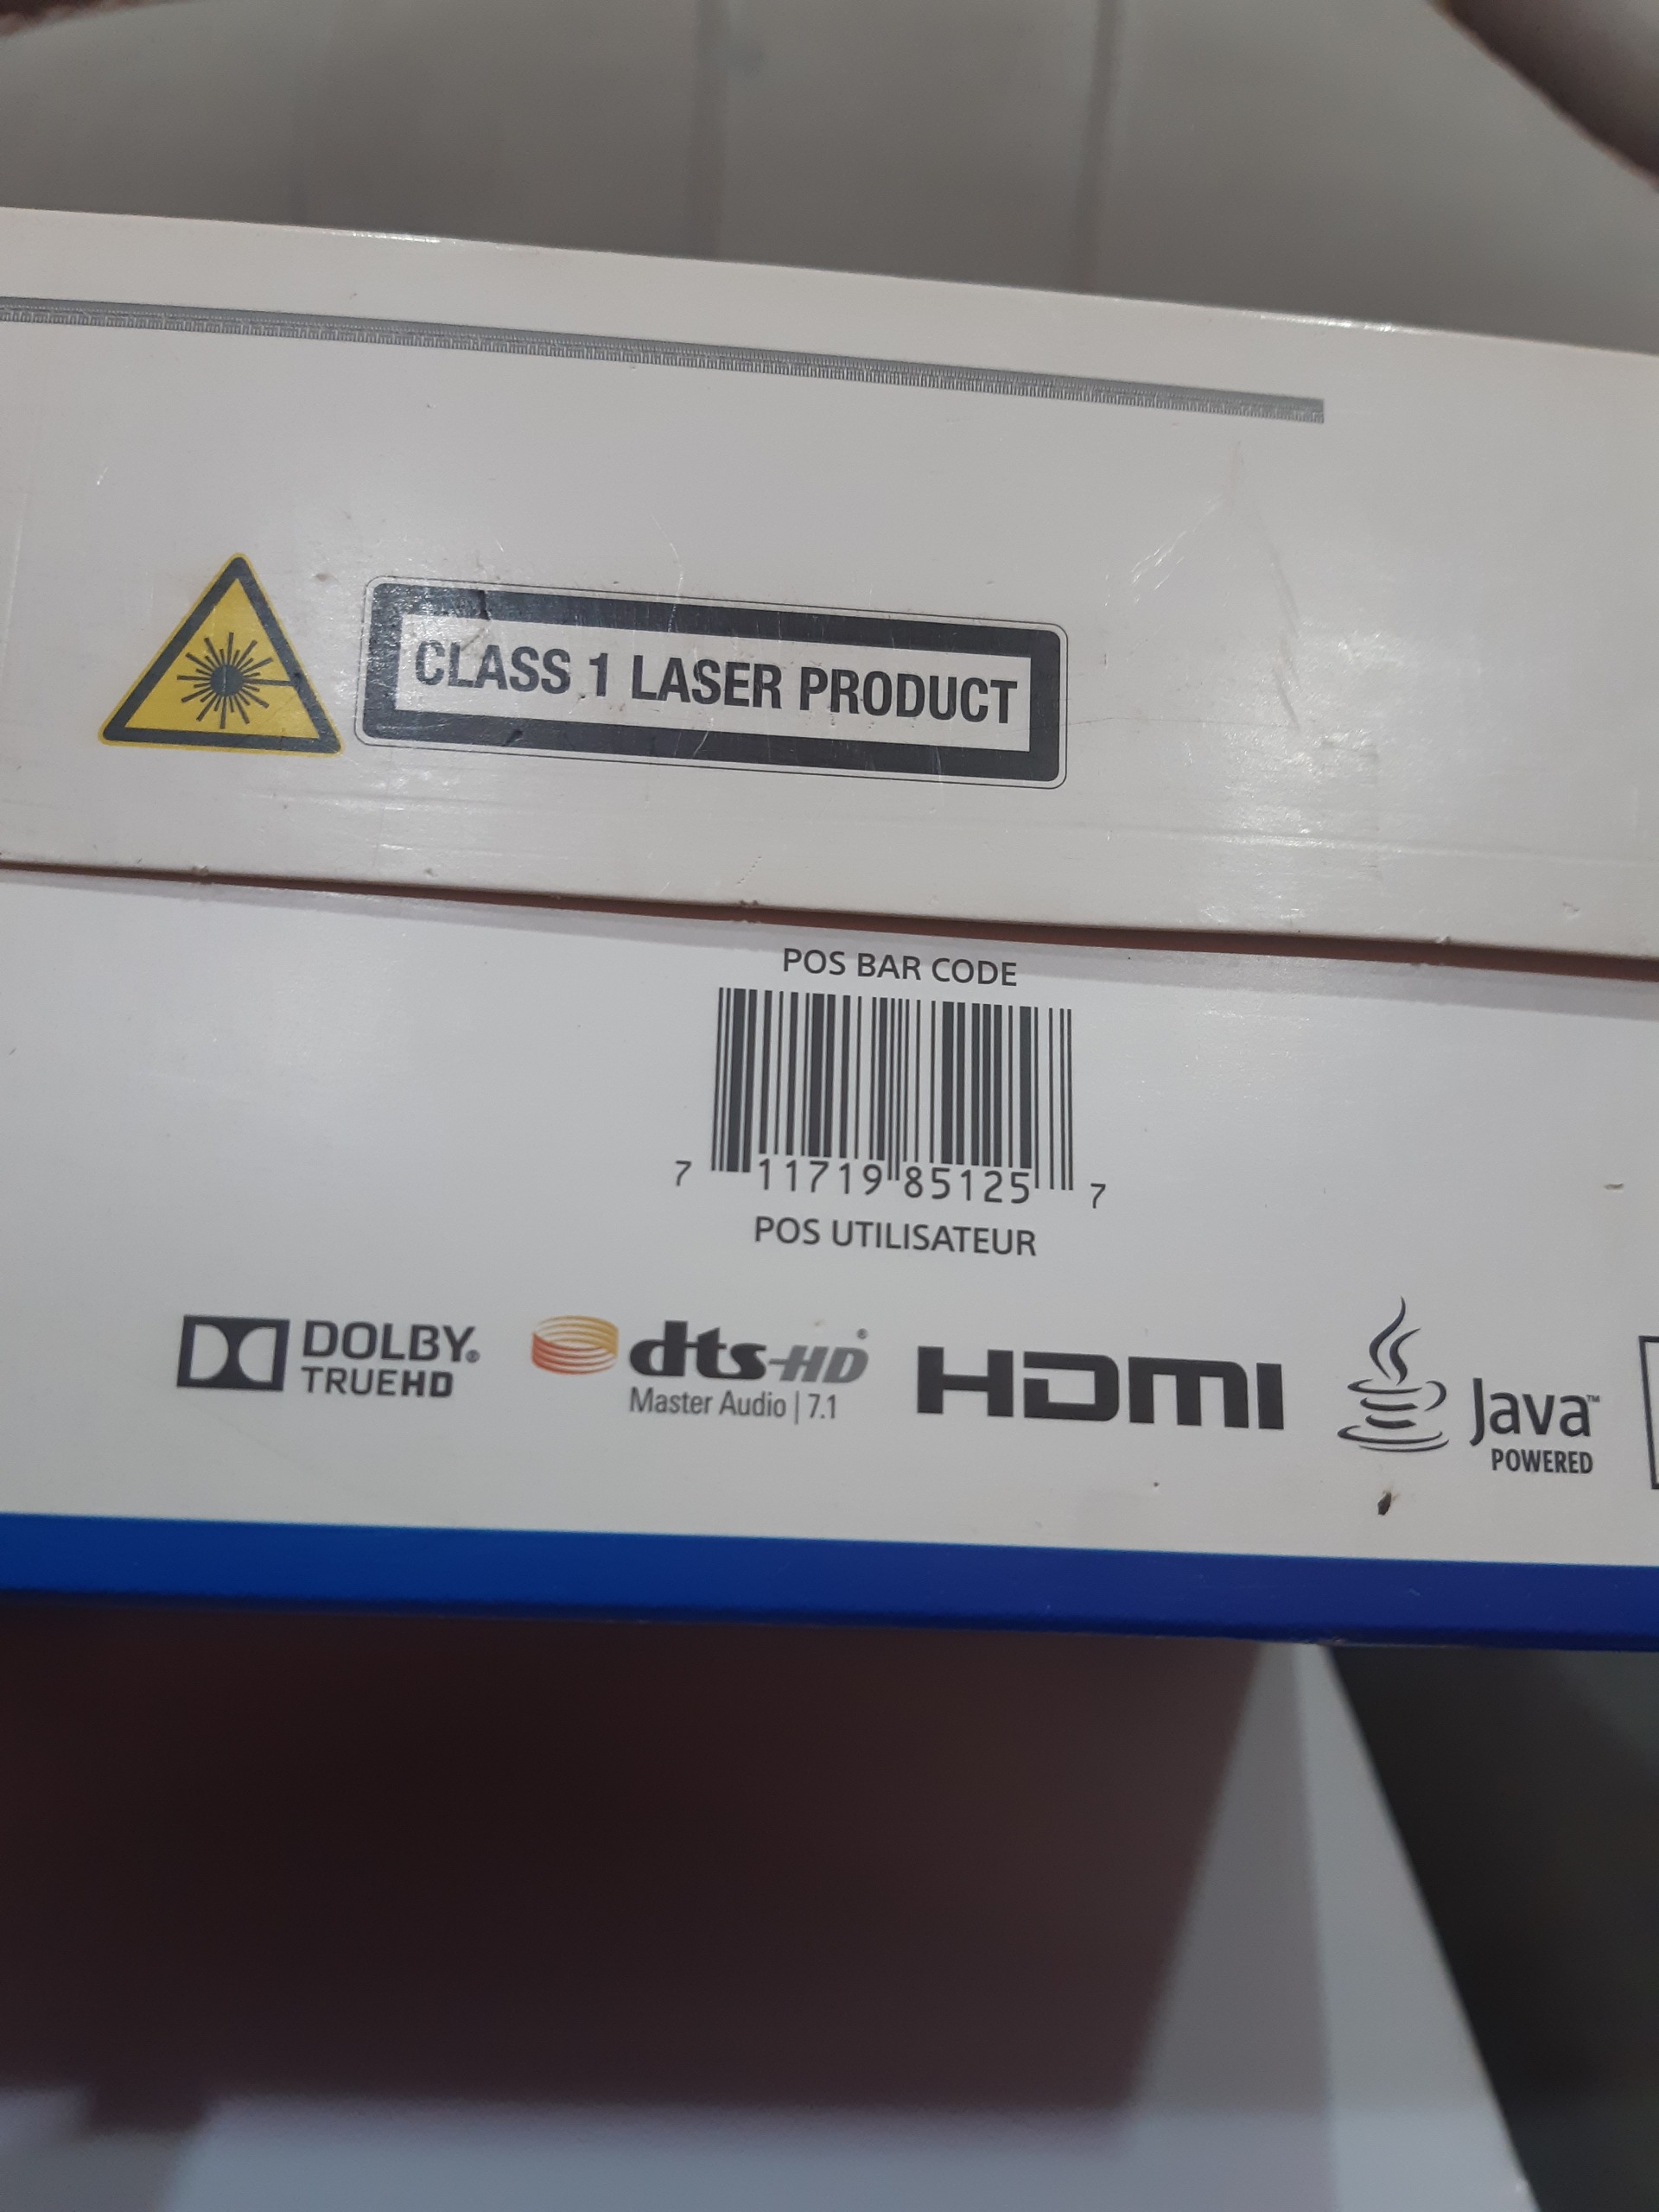 CLASS 1 LASER PRODUCT
POS BAR CODE
7 11719 85125 7
POS UTILISATEUR
DOLBY® TRUEHD
dts-HD®
Master Audio | 7.1
HDMI
Java™
POWERED